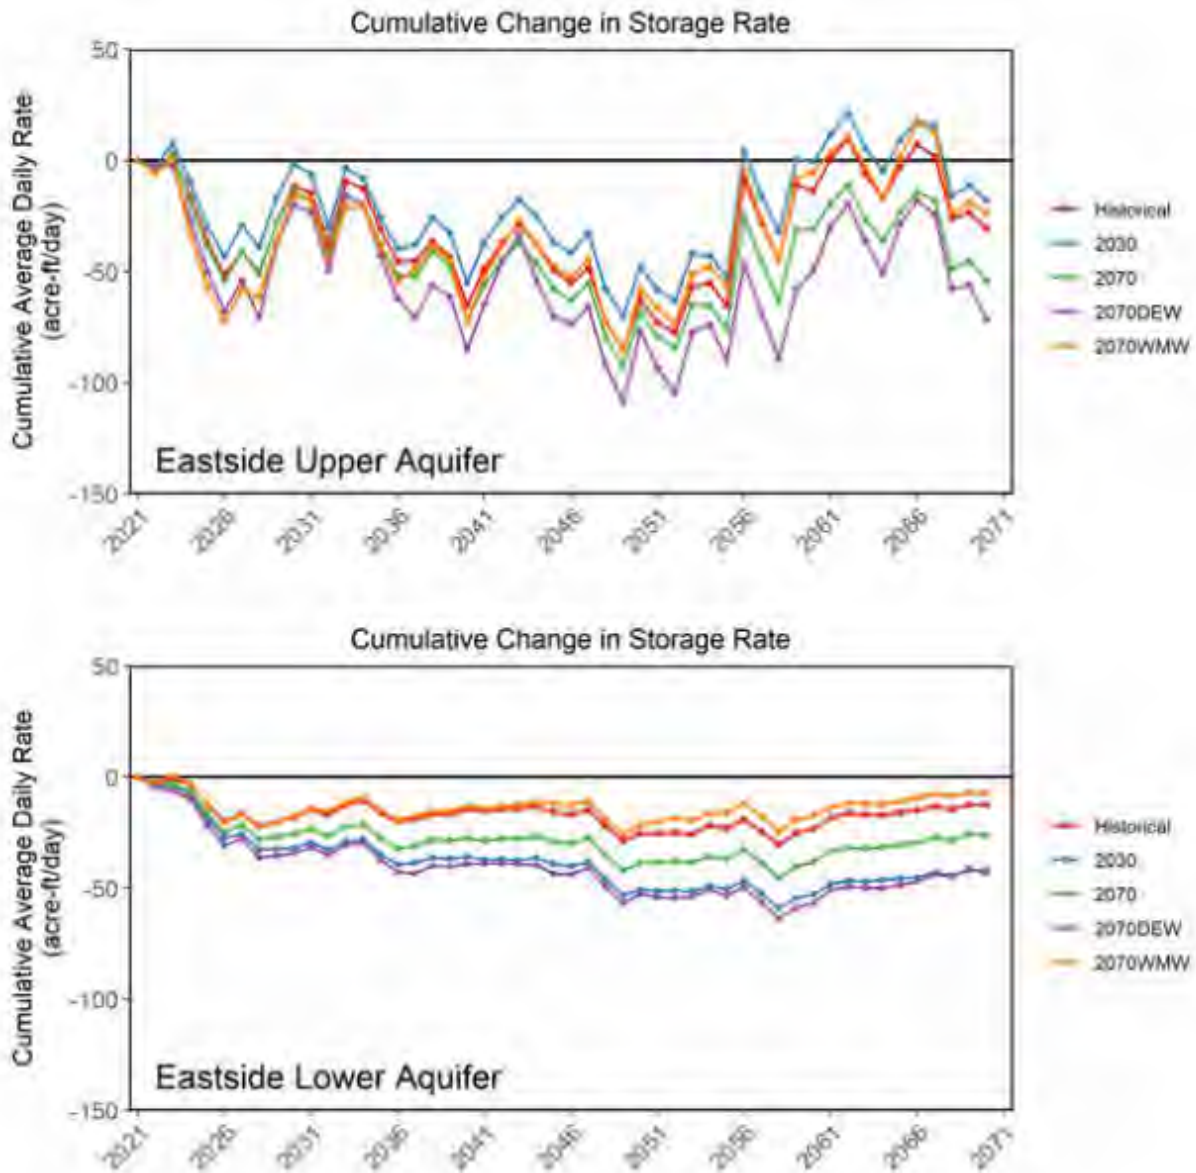 Cumulative Change in Storage Rate
Cumulative Average Daily Rate
(acre-ft/day)
50
0
-50
-100
-150
Eastside Upper Aquifer
2021
2026
2031
2036
2041
2046
2051
2056
2061
2066
2071
Historical
2030
2070
2070DEW
2070WMW
Cumulative Change in Storage Rate
Cumulative Average Daily Rate
(acre-ft/day)
50
0
-50
-100
-150
Eastside Lower Aquifer
2021
2026
2031
2036
2041
2046
2051
2056
2061
2066
2071
Historical
2030
2070
2070DEW
2070WMW